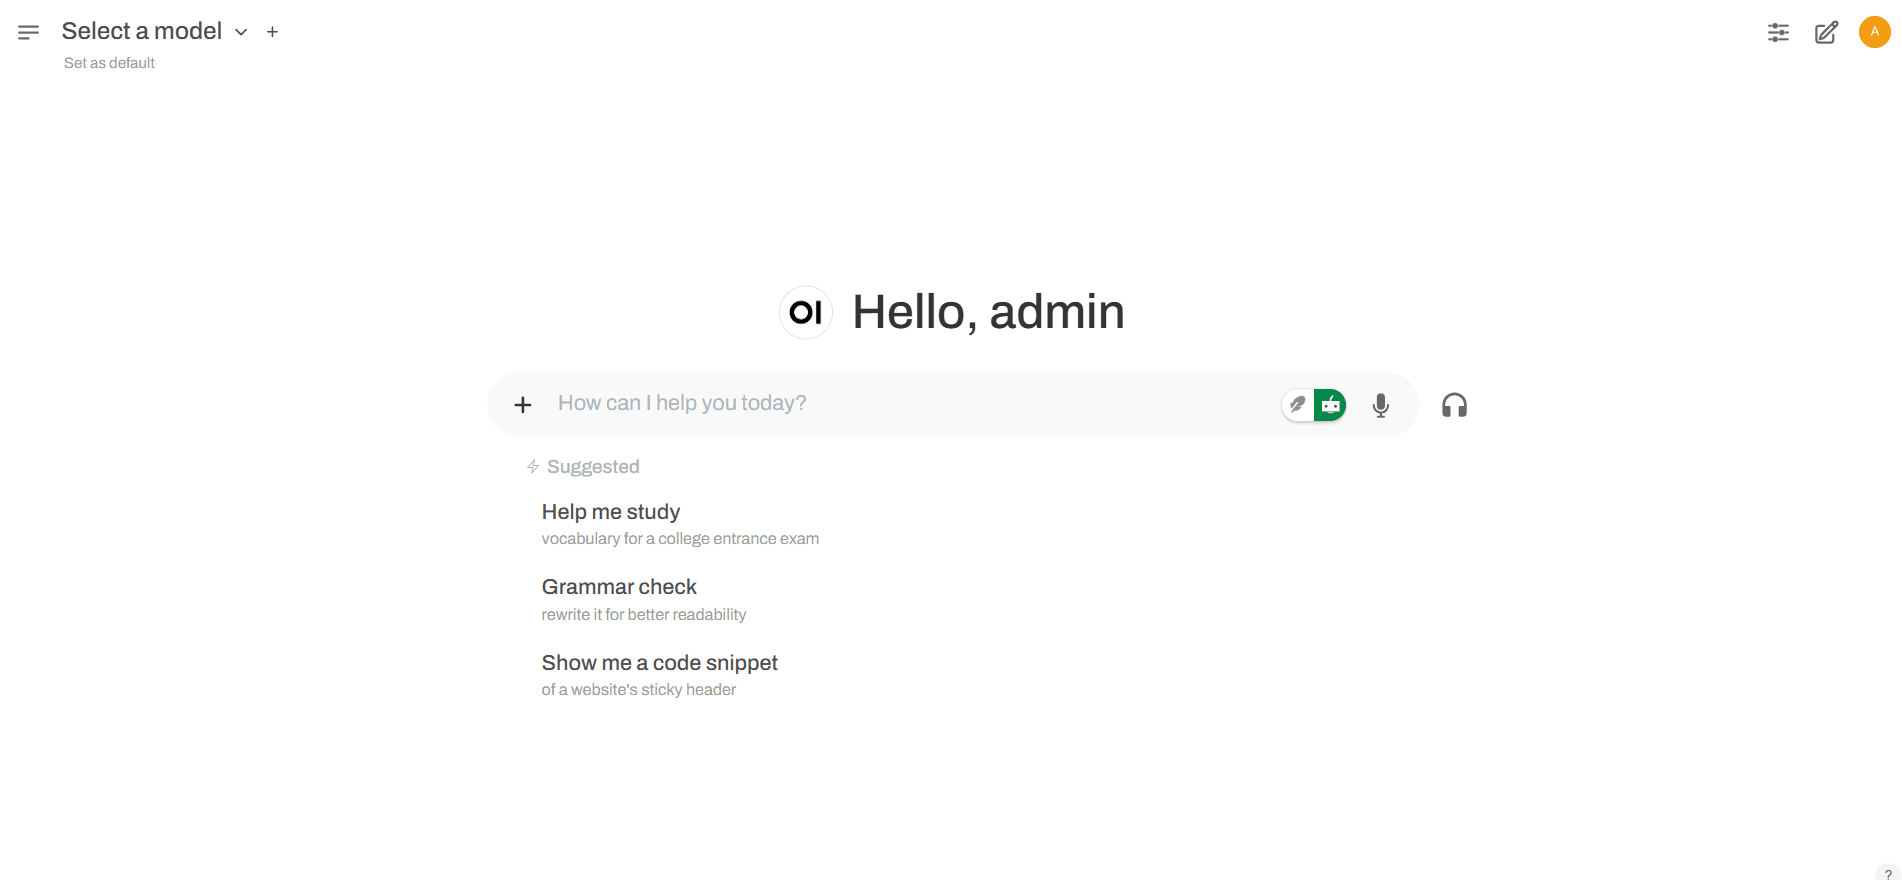 Select a model
Set as default
A
OI Hello, admin
How can I help you today?
Suggested
Help me study
vocabulary for a college entrance exam
Grammar check
rewrite it for better readability
Show me a code snippet
of a website's sticky header
?